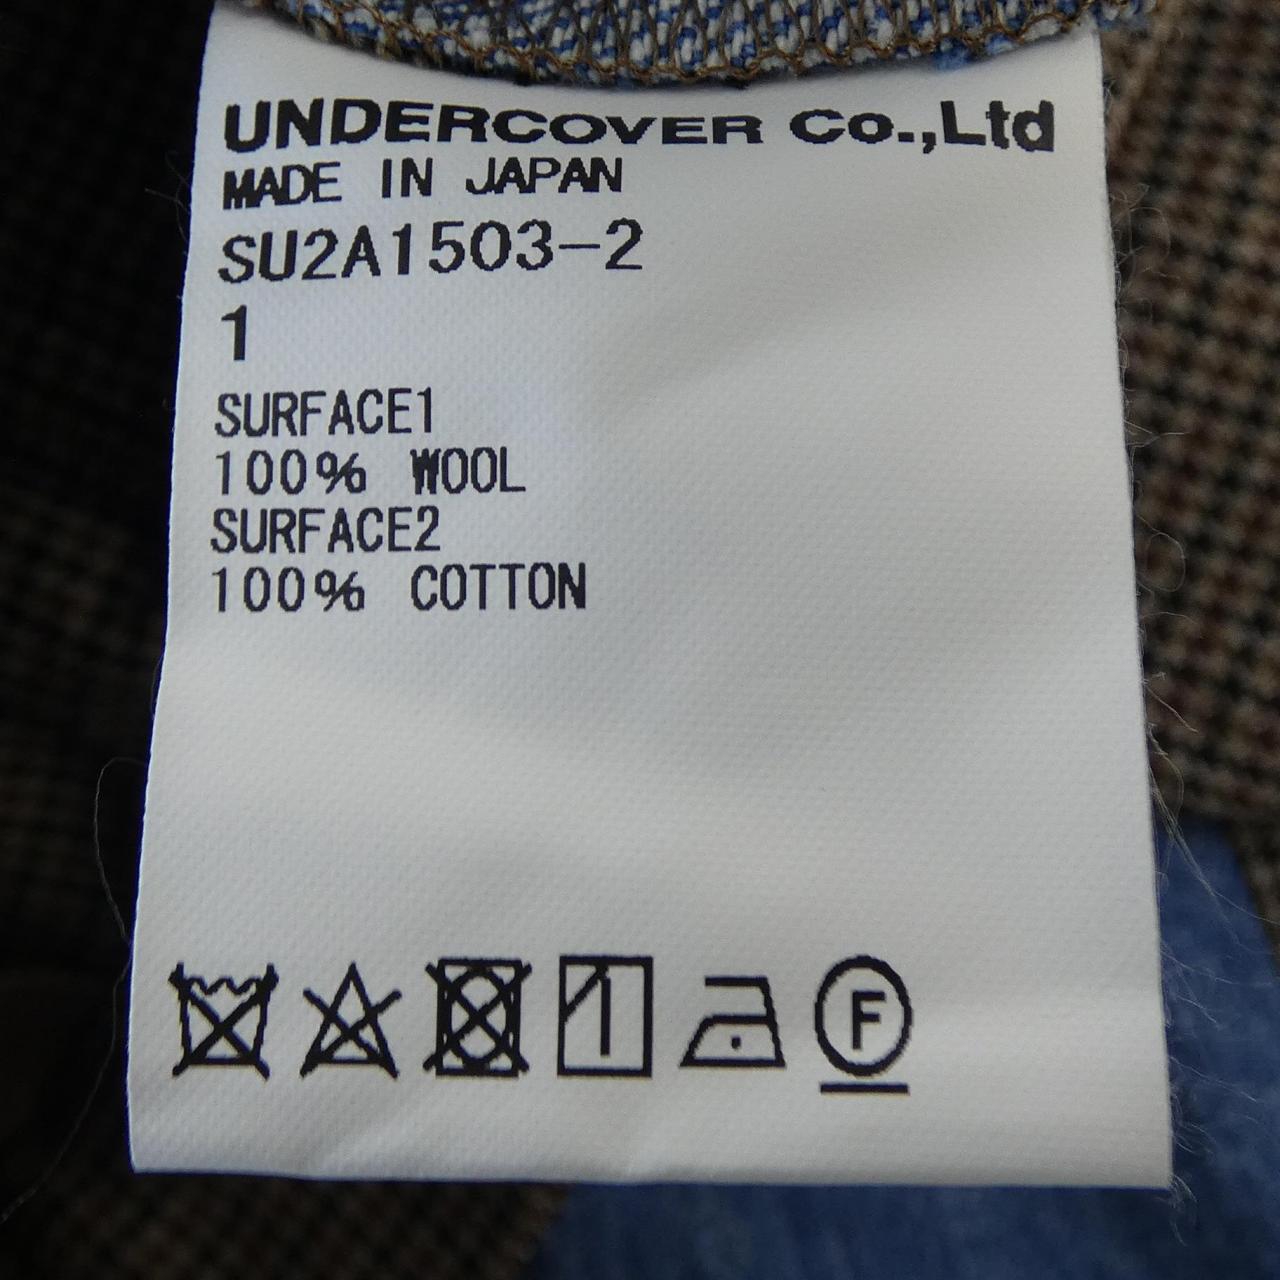 UNDERCOVER Co.,Ltd
MADE IN JAPAN
SU2A1503-2
1
SURFACE1
100% WOOL
SURFACE2
100% COTTON
F